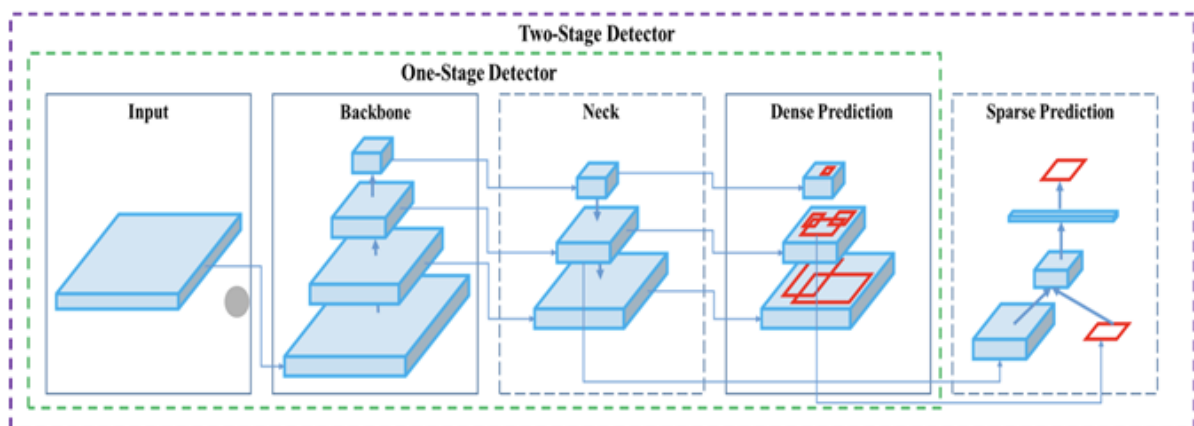 Two-Stage Detector
One-Stage Detector
Input
Backbone
Neck
Dense Prediction
Sparse Prediction